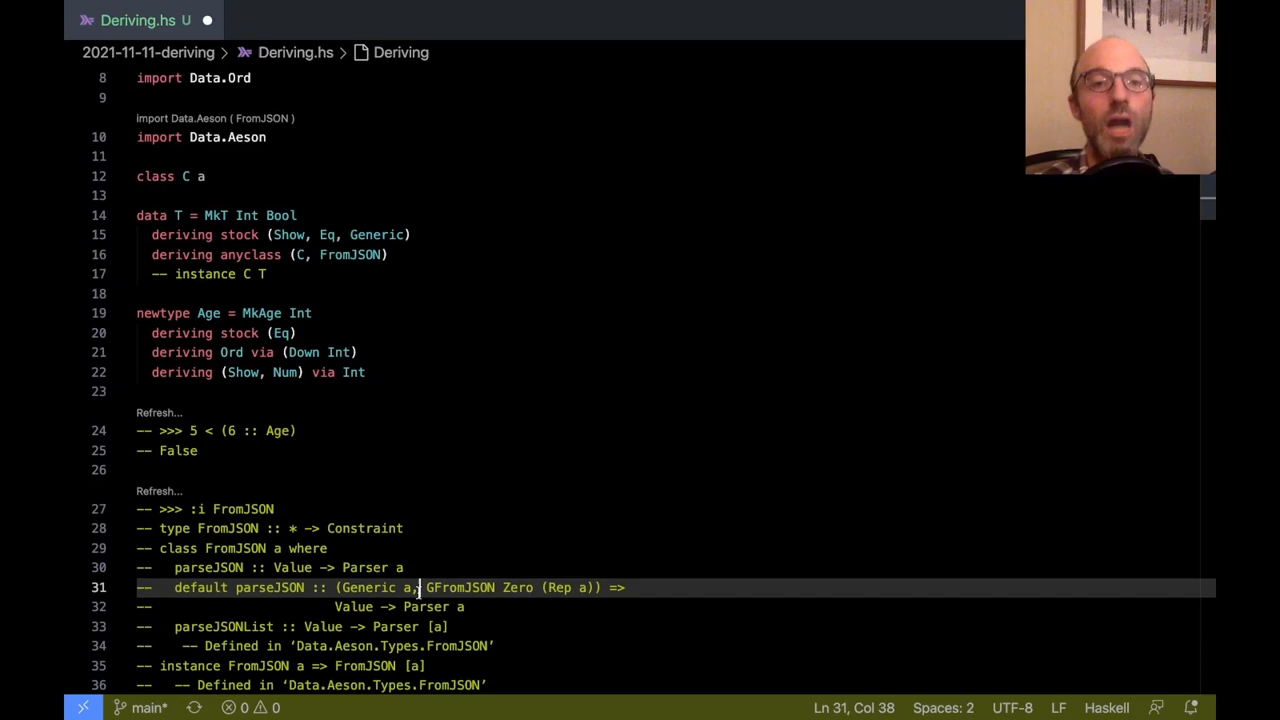 Deriving.hs U
2021-11-11-deriving > Deriving.hs > Deriving
8 import Data.Ord
9
import Data.Aeson ( FromJSON )
10 import Data.Aeson
11
12 class C a
13
14 data T = MkT Int Bool
15 deriving stock (Show, Eq, Generic)
16 deriving anyclass (C, FromJSON)
17 -- instance C T
18
19 newtype Age = MkAge Int
20 deriving stock (Eq)
21 deriving Ord via (Down Int)
22 deriving (Show, Num) via Int
23
Refresh...
24 -- >>> 5 < (6 :: Age)
25 -- False
26
Refresh...
27 -- >>> :i FromJSON
28 -- type FromJSON :: * -> Constraint
29 -- class FromJSON a where
30 -- parseJSON :: Value -> Parser a
31 -- default parseJSON :: (Generic a, GFromJSON Zero (Rep a)) =>
32 -- Value -> Parser a
33 -- parseJSONList :: Value -> Parser [a]
34 -- -- Defined in ‘Data.Aeson.Types.FromJSON’
35 -- instance FromJSON a => FromJSON [a]
36 -- -- Defined in ‘Data.Aeson.Types.FromJSON’
main* 0 0 Ln 31, Col 38 Spaces: 2 UTF-8 LF Haskell